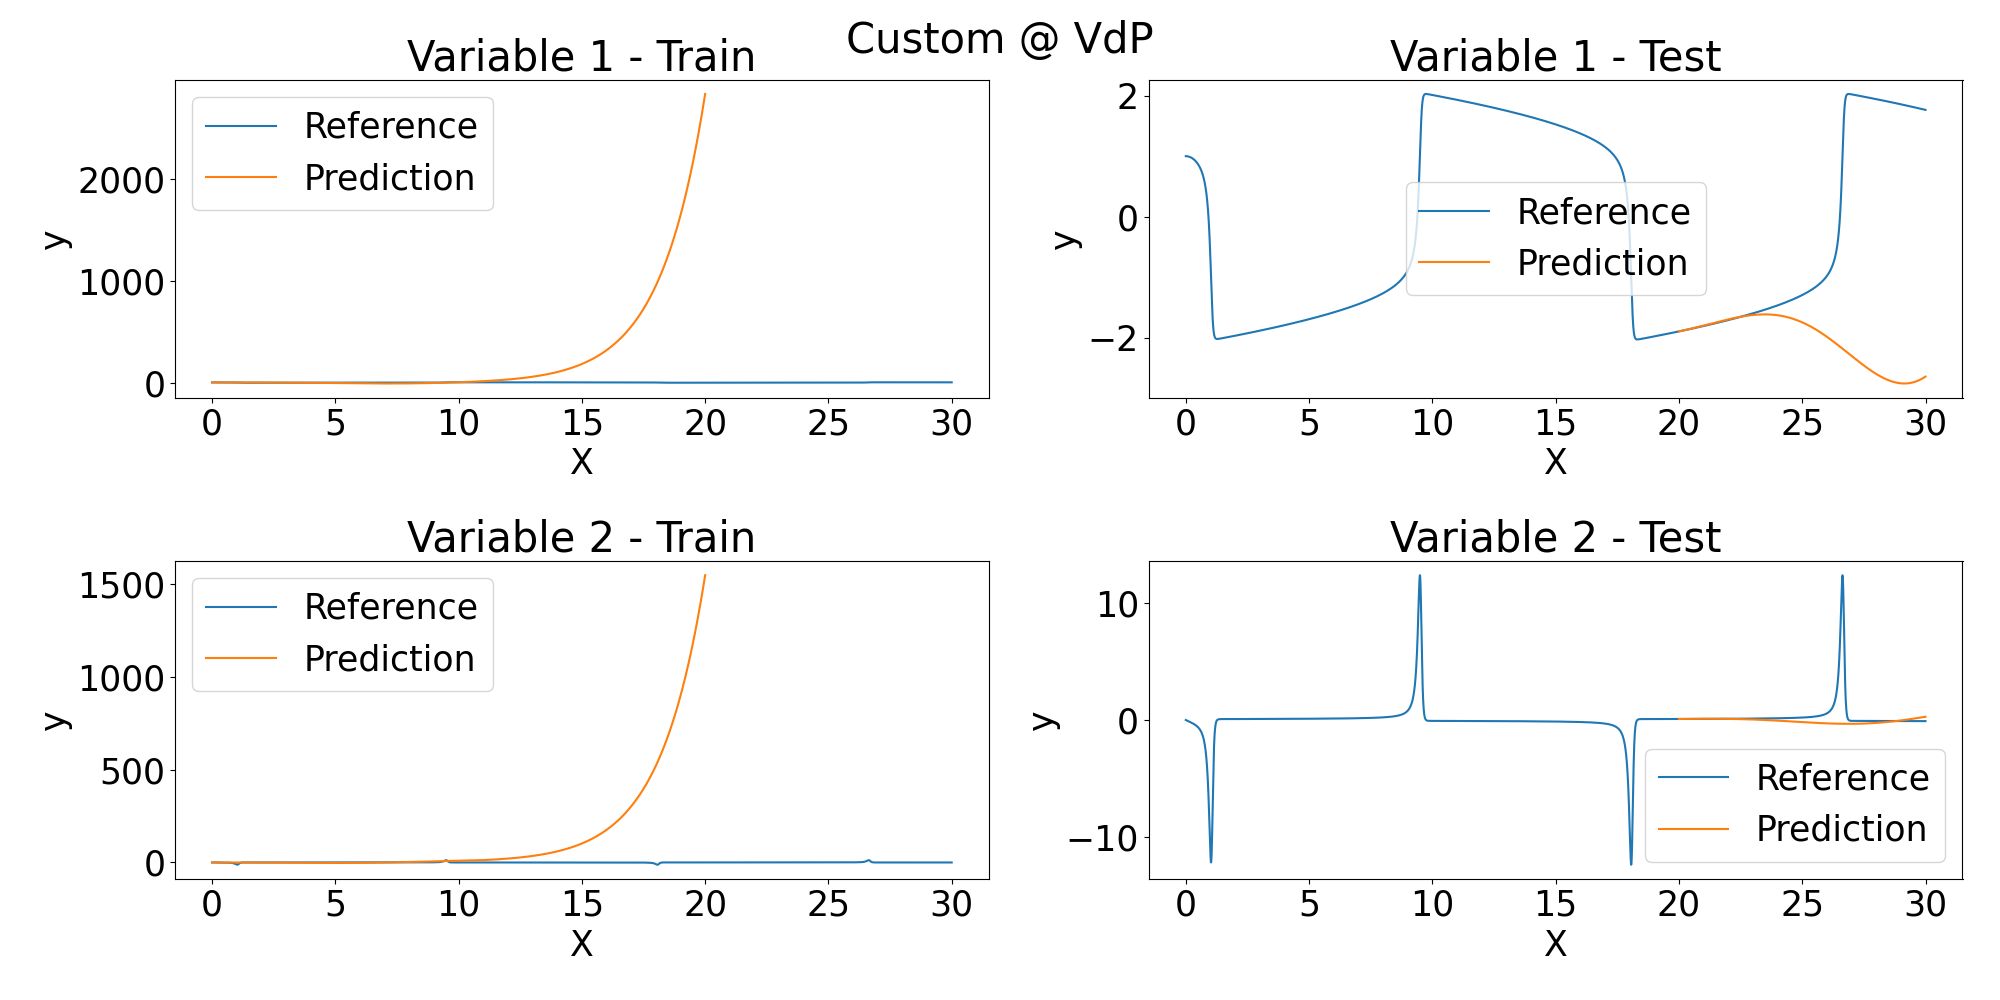 Custom @ VdP
Variable 1 - Train
Reference
Prediction
y
2000
1000
0
0 5 10 15 20 25 30
X
Variable 1 - Test
Reference
Prediction
y
2
0
−2
0 5 10 15 20 25 30
X
Variable 2 - Train
Reference
Prediction
y
1500
1000
500
0
0 5 10 15 20 25 30
X
Variable 2 - Test
Reference
Prediction
y
10
0
−10
0 5 10 15 20 25 30
X